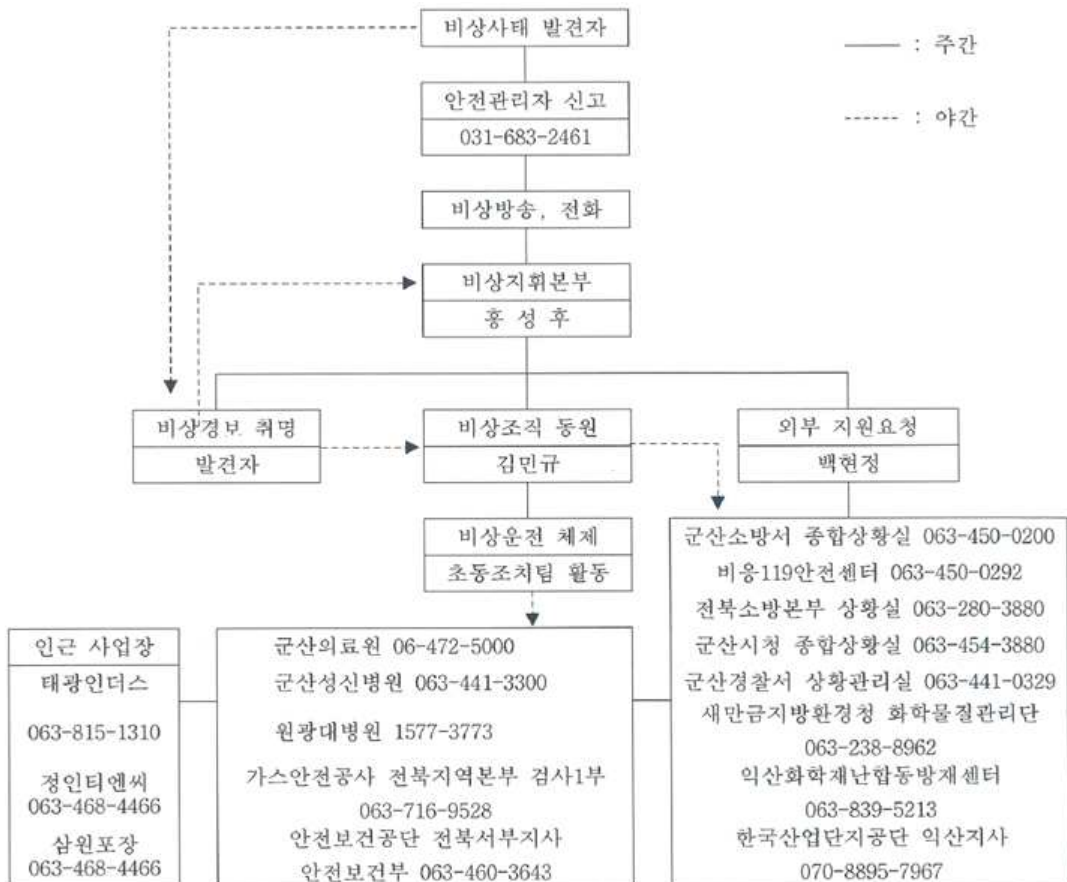 비상사태 발견자
——— : 주간
안전관리자 신고
031-683-2461
------- : 야간
비상방송, 전화
비상지휘본부
홍 성 후
비상경보 취명
발견자
비상조직 동원
김민규
외부 지원요청
백현정
비상운전 체제
초동조치팀 활동
군산소방서 종합상황실 063-450-0200
비응119안전센터 063-450-0292
전북소방본부 상황실 063-280-3880
군산시청 종합상황실 063-454-3880
군산경찰서 상황관리실 063-441-0329
새만금지방환경청 화학물질관리단
063-238-8962
익산화학재난합동방재센터
063-839-5213
한국산업단지공단 익산지사
070-8895-7967
인근 사업장
태광인더스
063-815-1310
정인티엔씨
063-468-4466
삼원포장
063-468-4466
군산의료원 06-472-5000
군산성신병원 063-441-3300
원광대병원 1577-3773
가스안전공사 전북지역본부 검사1부
063-716-9528
안전보건공단 전북서부지사
안전보건부 063-460-3643